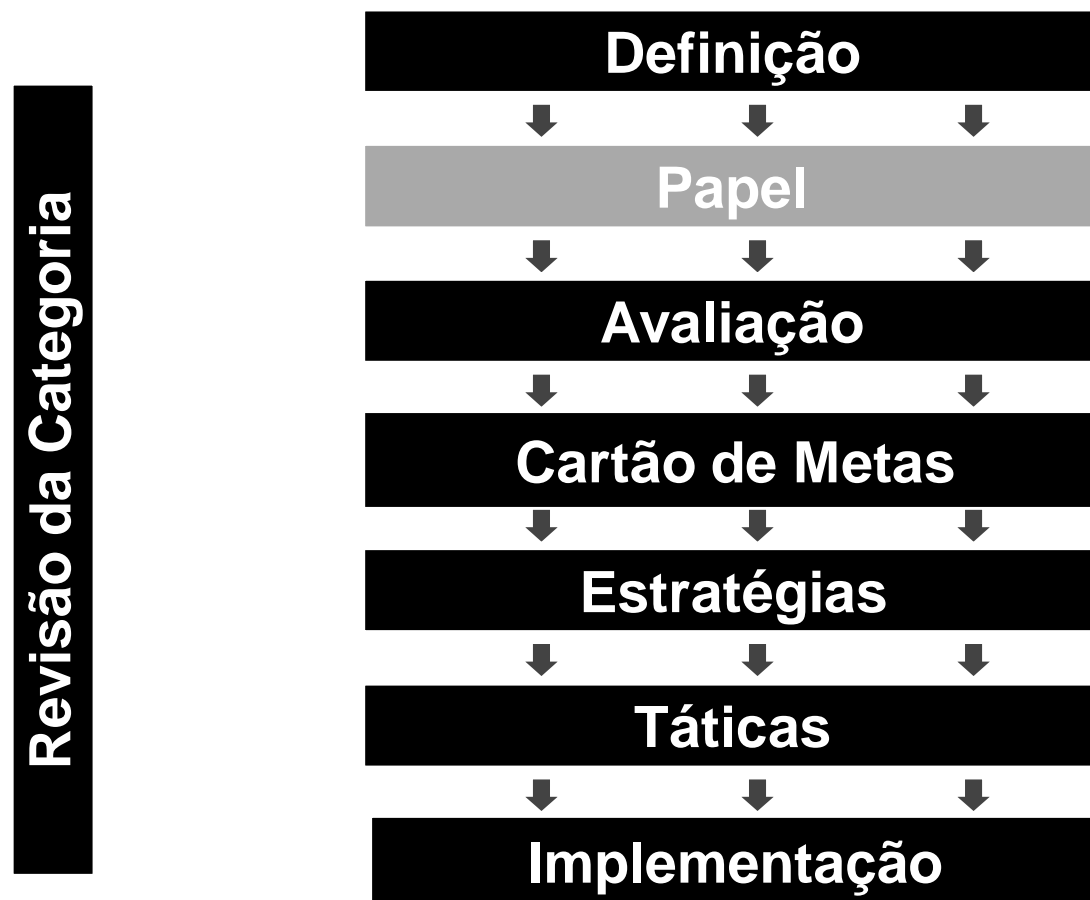 Revisão da Categoria
Definição
Papel
Avaliação
Cartão de Metas
Estratégias
Táticas
Implementação